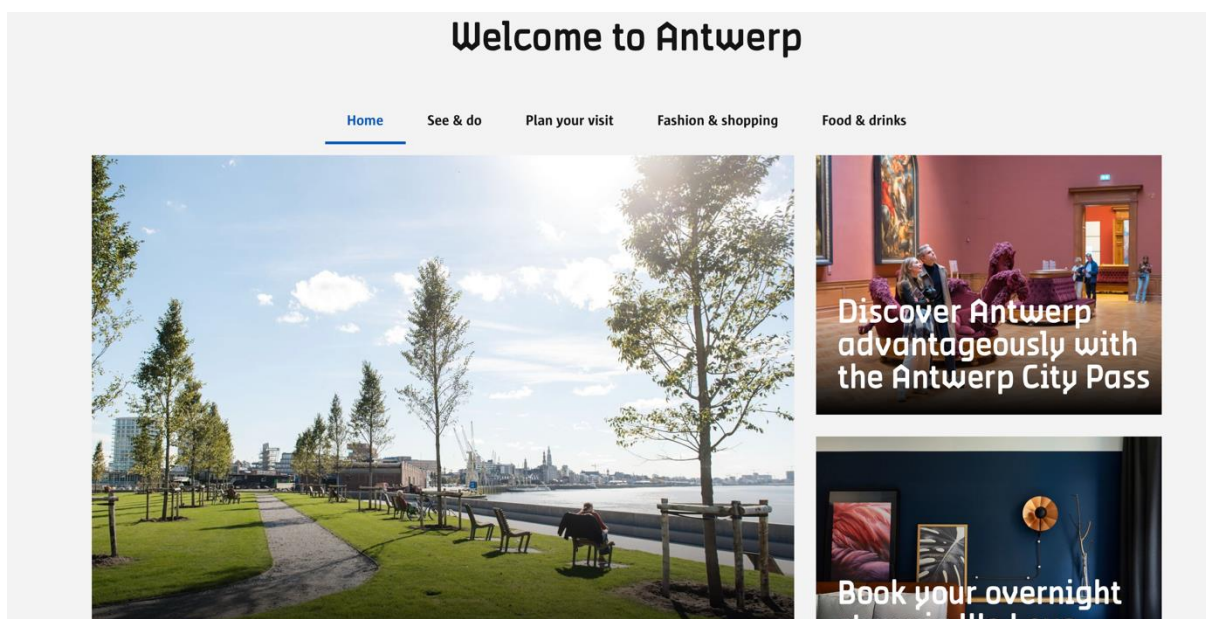 Welcome to Antwerp
Home
See & do
Plan your visit
Fashion & shopping
Food & drinks
Discover Antwerp
advantageously with
the Antwerp City Pass
Book your overnight